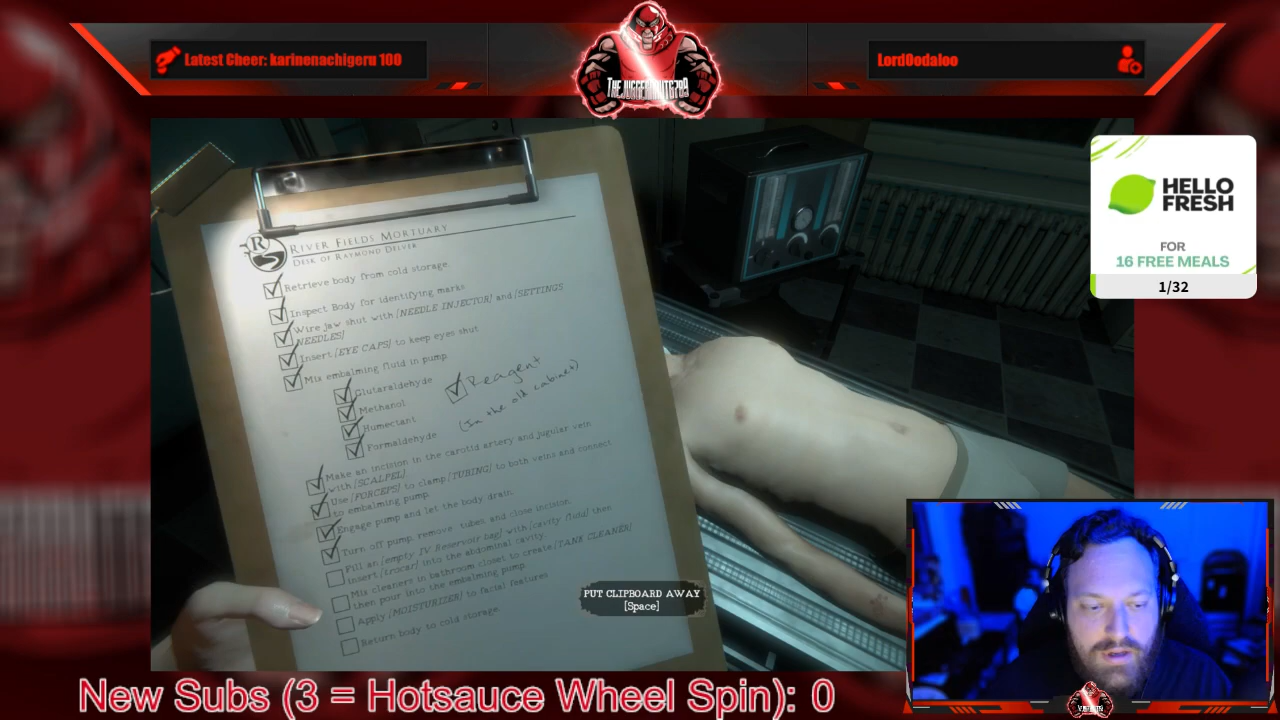 Latest Cheer: karinenachigeru 100
THEJUGGERNAUT6789
LordOodaloo
HELLO
FRESH
FOR
16 FREE MEALS
1/32
RIVER FIELDS MORTUARY
DESK OF RAYMOND DELVER
Retrieve body from cold storage.
Inspect Body for identifying marks
Wire jaw shut with [NEEDLE INJECTOR] and [SETTINGS
NEEDLES]
Insert [EYE CAPS] to keep eyes shut
Mix embalming fluid in pump.
Glutaraldehyde
Methanol
Humectant
Formaldehyde
Reagent
(In the old cabinet)
Make an incision in the carotid artery and jugular vein
with [SCALPEL]
Use [FORCEPS] to clamp [TUBING] to both veins and connect
to embalming pump.
Engage pump and let the body drain.
Turn off pump, remove tubes and close incision.
Fill an [empty IV Reservoir bag] with [cavity fluid] then
insert [trocar] into the abdominal cavity.
Mix cleaners in bathroom closet to create [TANK CLEANER]
then pour into the embalming pump.
Apply [MOISTURIZER] to facial features
Return body to cold storage.
PUT CLIPBOARD AWAY
[Space]
New Subs (3 = Hotsauce Wheel Spin): 0